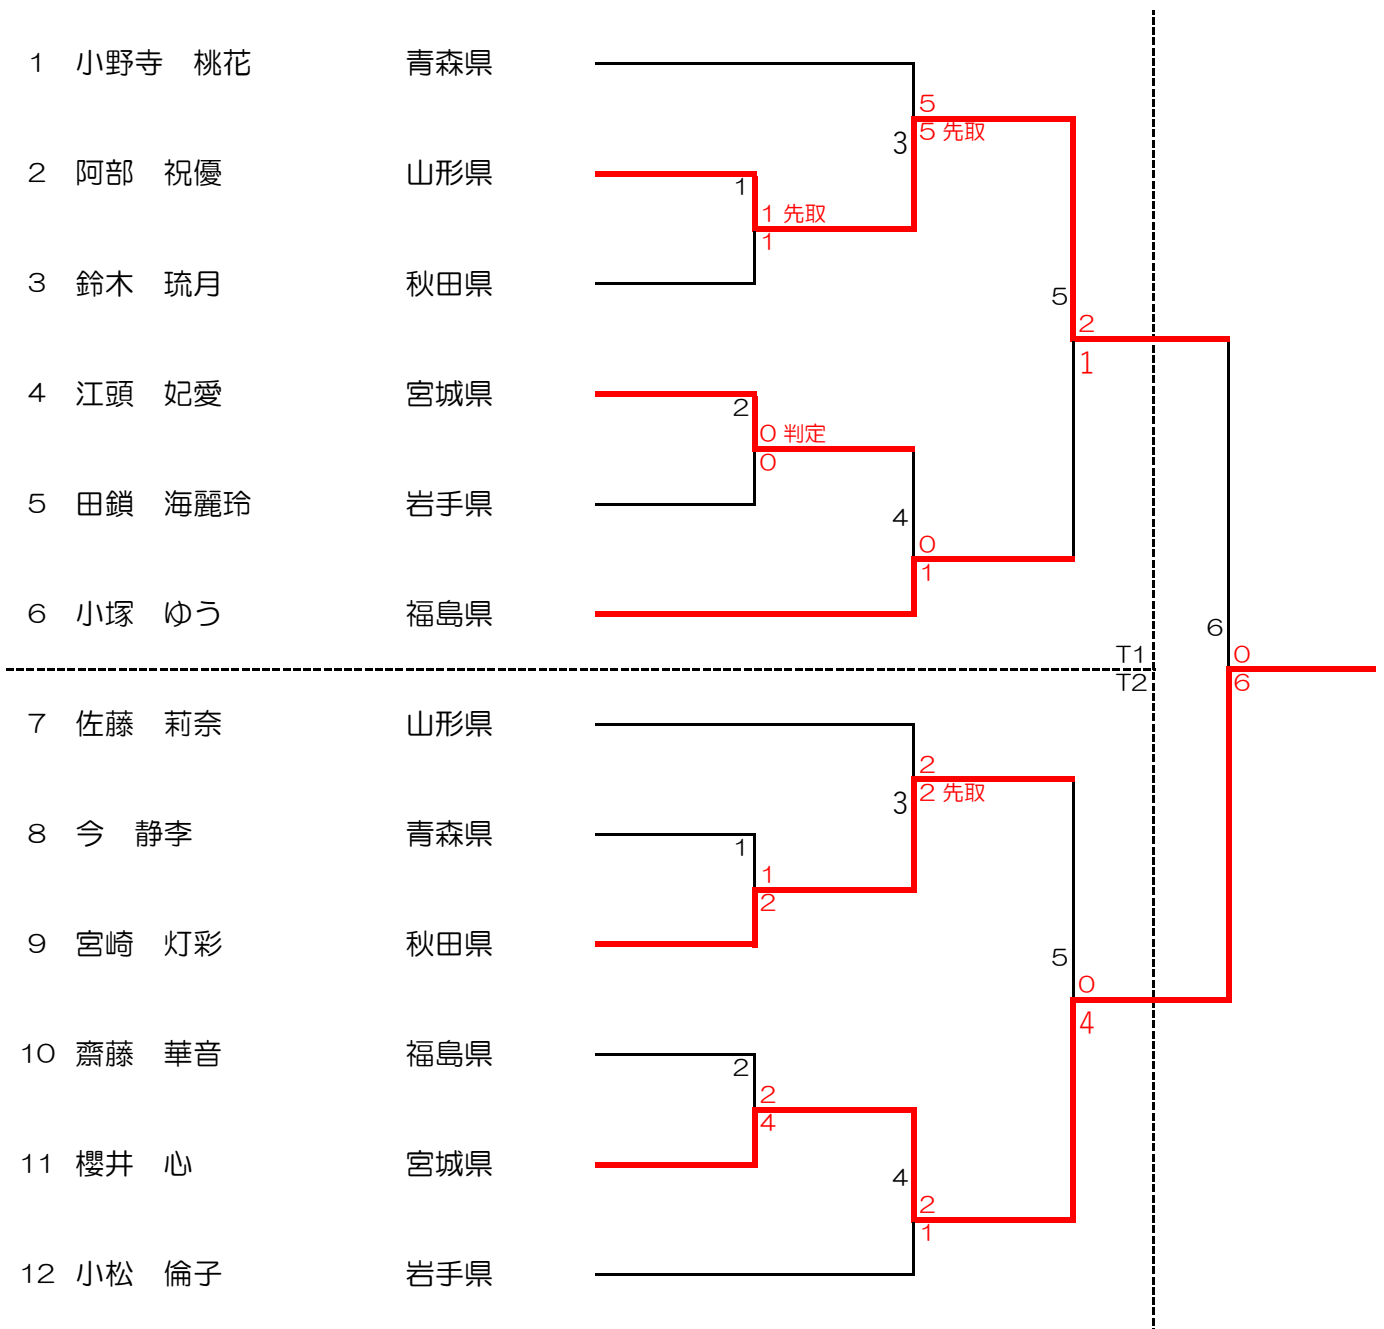 1 小野寺　桃花 青森県
5
3 5 先取
2 阿部　祝優 山形県
1
1 先取
1
3 鈴木　琉月 秋田県
5
2
1
4 江頭　妃愛 宮城県
2
0 判定
0
5 田鎖　海麗玲 岩手県
4
0
1
6 小塚　ゆう 福島県
6
T1 0
T2 6
7 佐藤　莉奈 山形県
2
3 2 先取
8 今　静李 青森県
1
1
2
9 宮崎　灯彩 秋田県
5
0
4
10 齋藤　華音 福島県
2
2
4
11 櫻井　心 宮城県
4
2
1
12 小松　倫子 岩手県